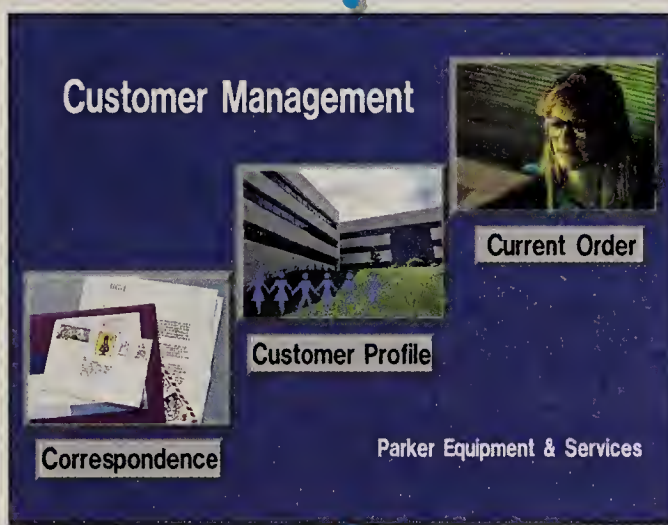 Customer Management
Current Order
Customer Profile
Correspondence
Parker Equipment & Services